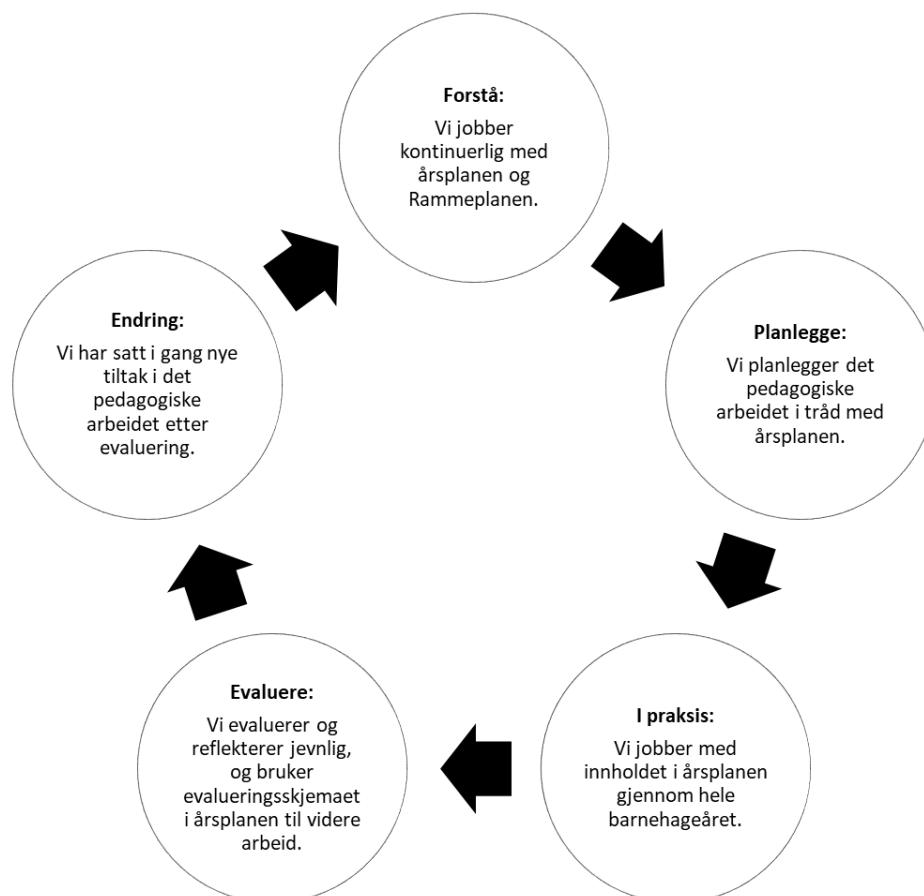 Forstå:
Vi jobber
kontinuerlig med
årsplanen og
Rammeplanen.
Planlegge:
Vi planlegger det
pedagogiske
arbeidet i tråd med
årsplanen.
I praksis:
Vi jobber med
innholdet i årsplanen
gjennom hele
barnehageåret.
Evaluere:
Vi evaluerer og
reflekterer jevnlig,
og bruker
evalueringsskjemaet
i årsplanen til videre
arbeid.
Endring:
Vi har satt i gang nye
tiltak i det
pedagogiske
arbeidet etter
evaluering.